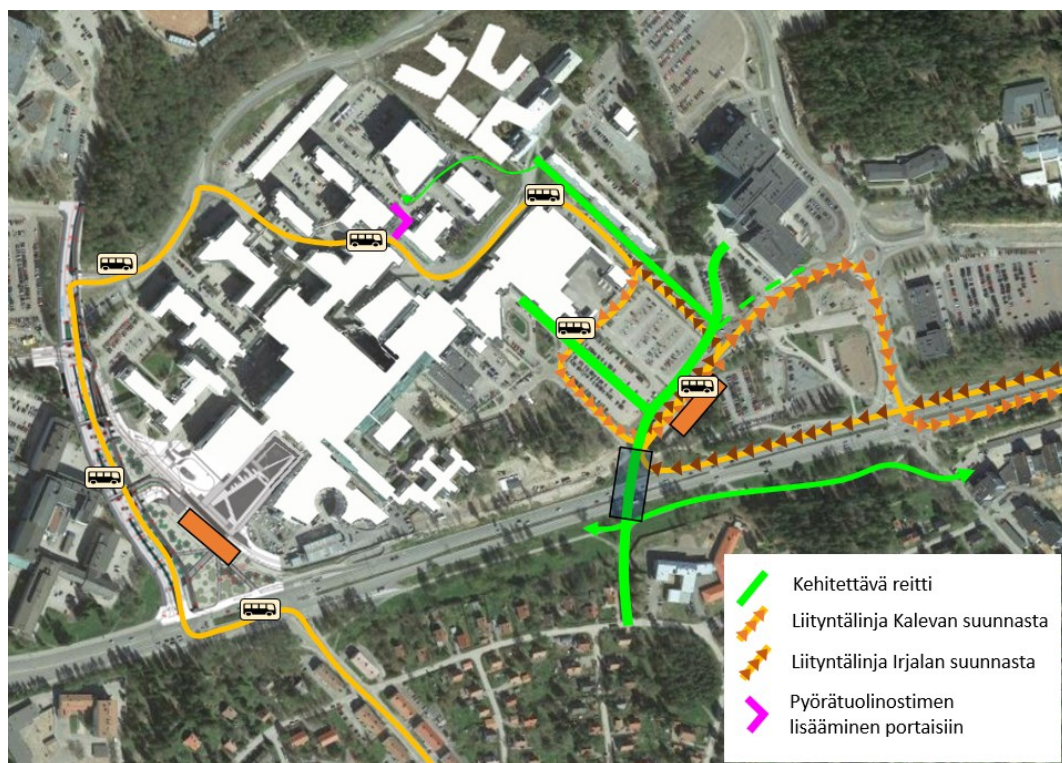 Kehitettävä reitti
Liityntälinja Kalevan suunnasta
Liityntälinja Irjalan suunnasta
Pyörätuolinostimen
lisääminen portaisiin